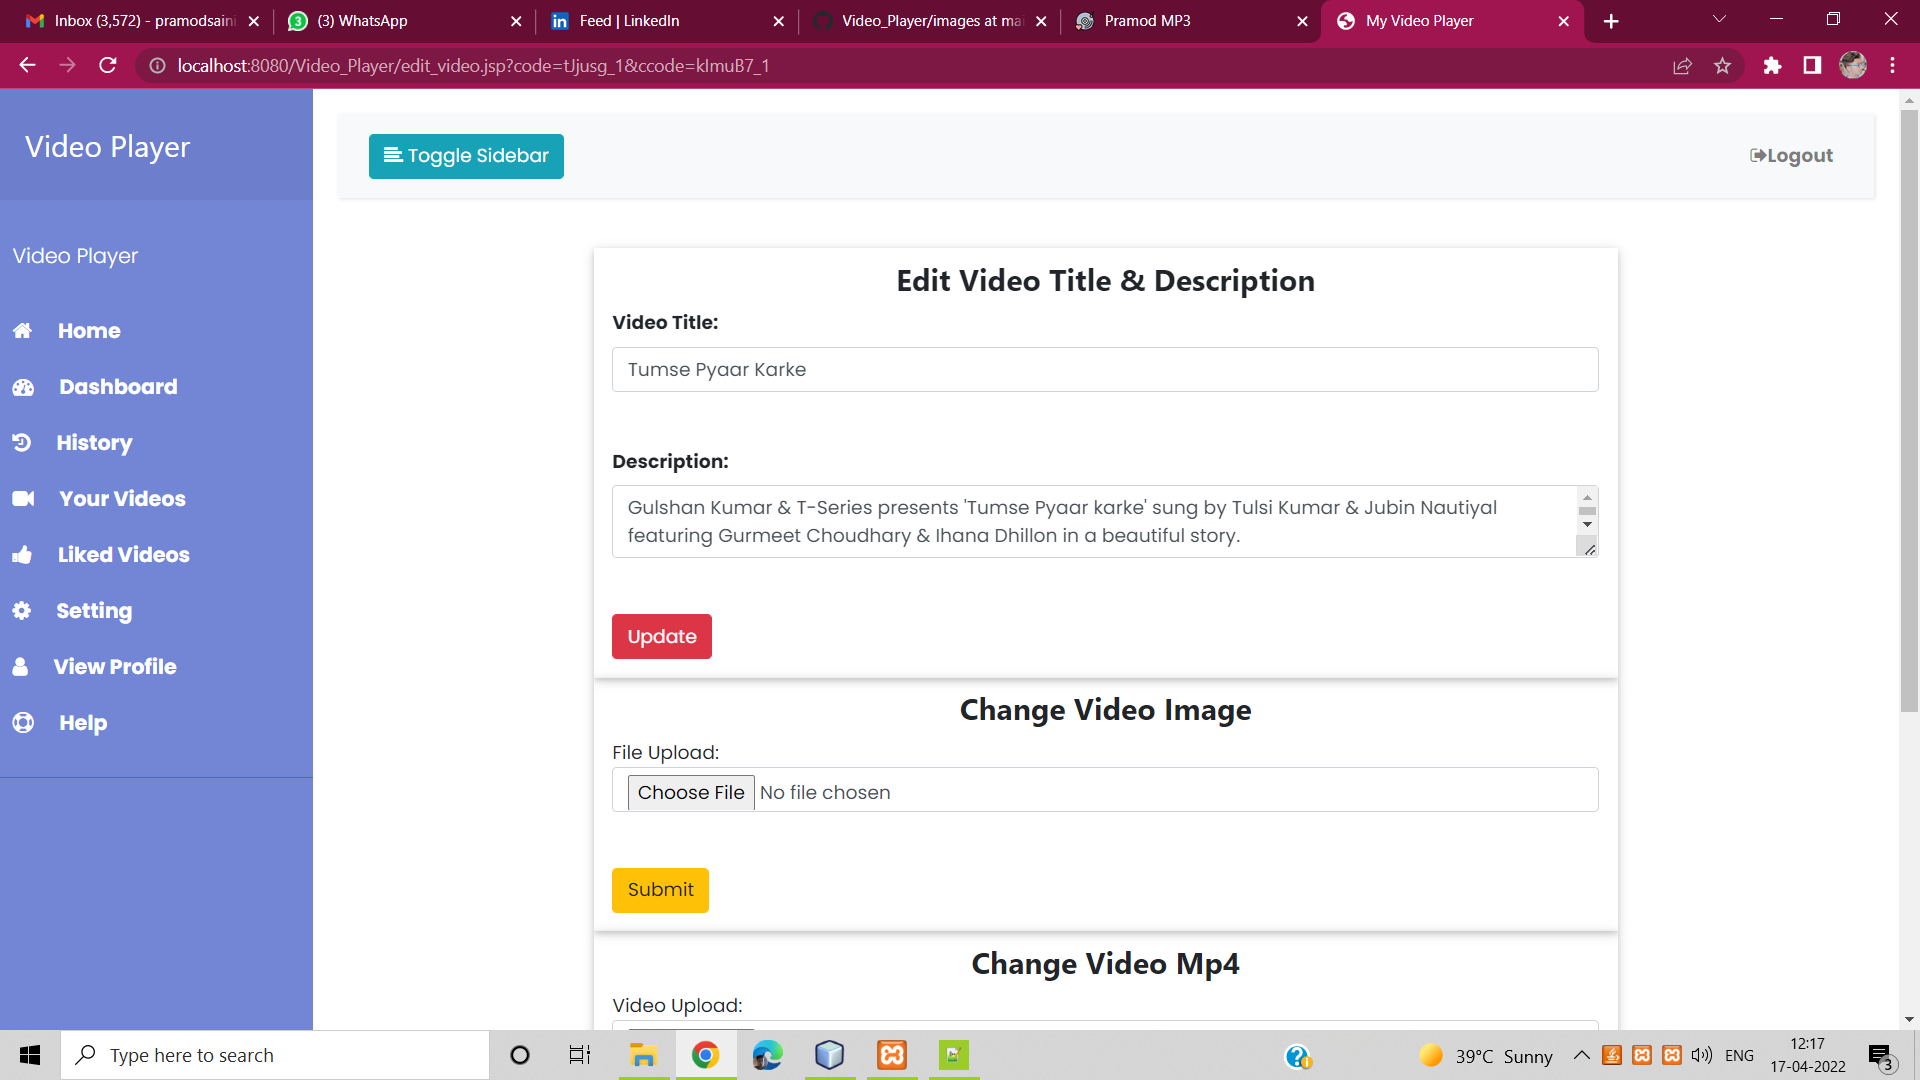 Inbox (3,572) - pramodsaini
(3) WhatsApp
Feed | LinkedIn
Video_Player/images at mai
Pramod MP3
My Video Player
localhost:8080/Video_Player/edit_video.jsp?code=tJjusg_1&ccode=kImuB7_1
Video Player
Toggle Sidebar
Logout
Video Player
Home
Dashboard
History
Your Videos
Liked Videos
Setting
View Profile
Help
Edit Video Title & Description
Video Title:
Tumse Pyaar Karke
Description:
Gulshan Kumar & T-Series presents 'Tumse Pyaar karke' sung by Tulsi Kumar & Jubin Nautiyal
featuring Gurmeet Choudhary & Ihana Dhillon in a beautiful story.
Update
Change Video Image
File Upload:
Choose File No file chosen
Submit
Change Video Mp4
Video Upload:
Type here to search
39°C Sunny
ENG
12:17
17-04-2022
3